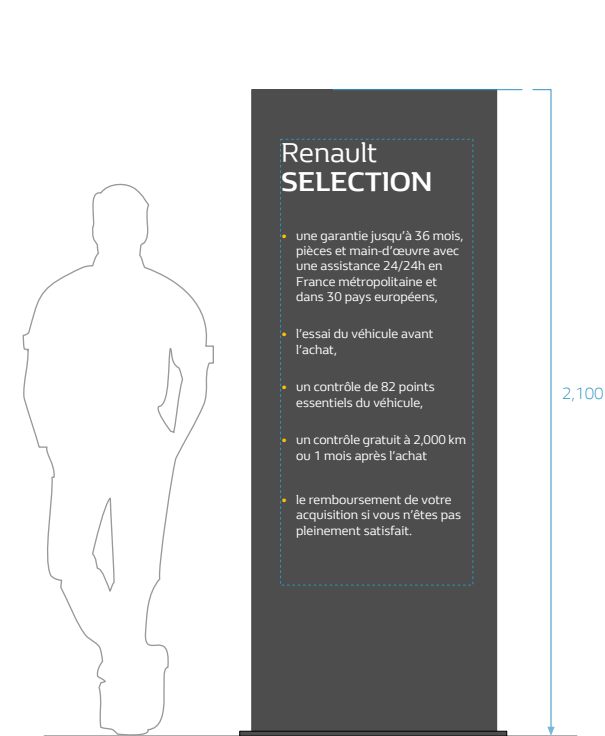 Renault
SELECTION
• une garantie jusqu'à 36 mois,
pièces et main-d'œuvre avec
une assistance 24/24h en
France métropolitaine et
dans 30 pays européens,
• l'essai du véhicule avant
l'achat,
• un contrôle de 82 points
essentiels du véhicule,
• un contrôle gratuit à 2,000 km
ou 1 mois après l'achat
• le remboursement de votre
acquisition si vous n'êtes pas
pleinement satisfait.
2,100